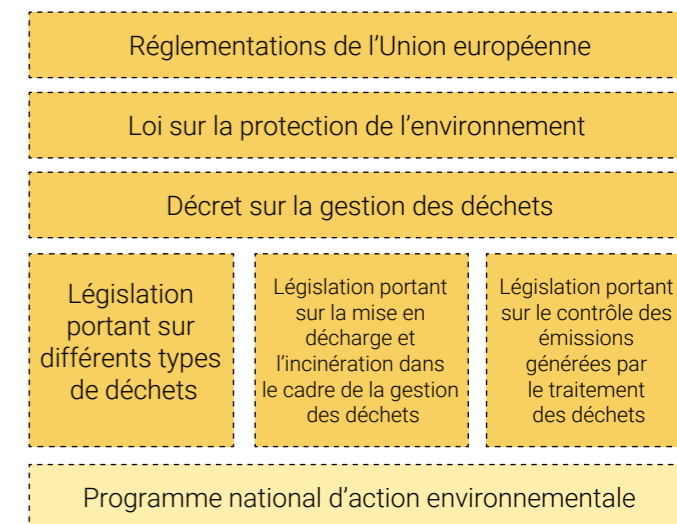 Réglementations de l’Union européenne
Loi sur la protection de l’environnement
Décret sur la gestion des déchets
Législation
portant sur
différents types
de déchets
Législation portant
sur la mise en
décharge et
l’incinération dans
le cadre de la gestion
des déchets
Législation portant
sur le contrôle des
émissions
générées par
le traitement
des déchets
Programme national d’action environnementale